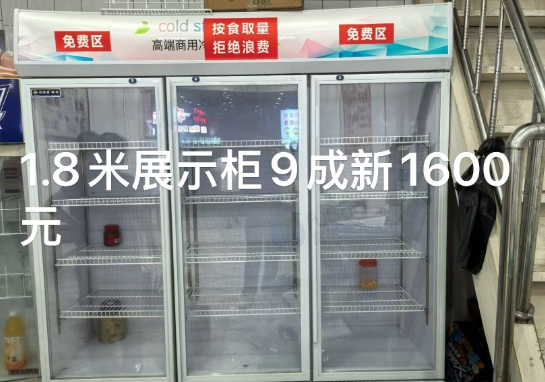 免费区
cold
按食取量
拒绝浪费
免费区
高端商用冷
1.8米展示柜9成新1600
元